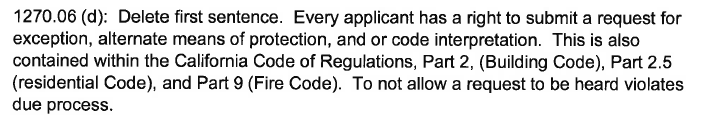 1270.06 (d):  Delete first sentence.  Every applicant has a right to submit a request for
exception, alternate means of protection, and or code interpretation.  This is also
contained within the California Code of Regulations, Part 2, (Building Code), Part 2.5
(residential Code), and Part 9 (Fire Code).  To not allow a request to be heard violates
due process.